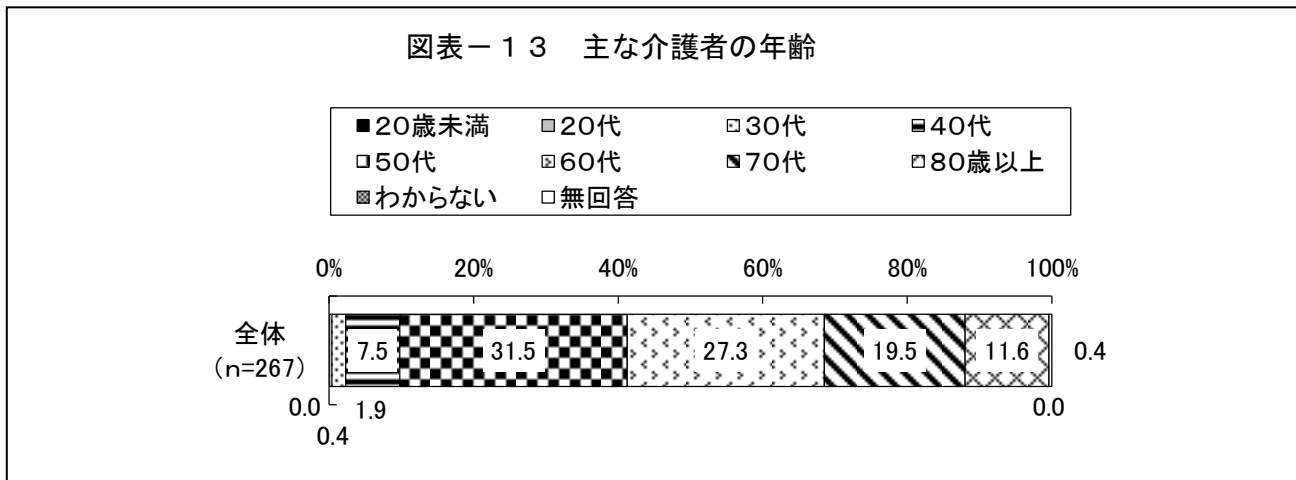 図表－１３　主な介護者の年齢
20歳未満 20代 30代 40代
50代 60代 70代 80歳以上
わからない 無回答
0% 20% 40% 60% 80% 100%
全体
(n=267)
7.5 31.5 27.3 19.5 11.6 0.4
0.0 1.9 0.0
0.4